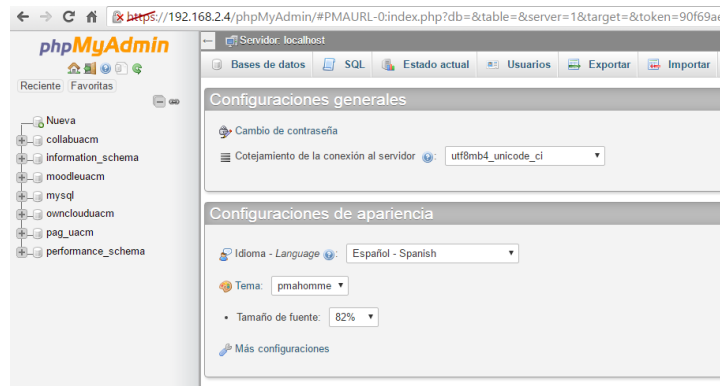 https://192.168.2.4/phpMyAdmin/#PMAURL-0:index.php?db=&table=&server=1&target=&token=90f69ae
phpMyAdmin
Reciente Favoritas
Nueva
collabuacm
information_schema
moodleuacm
mysql
ownclouduacm
pag_uacm
performance_schema
Servidor: localhost
Bases de datos SQL Estado actual Usuarios Exportar Importar
Configuraciones generales
Cambio de contraseña
Cotejamiento de la conexión al servidor : utf8mb4_unicode_ci
Configuraciones de apariencia
Idioma - Language : Español - Spanish
Tema: pmahomme
Tamaño de fuente: 82%
Más configuraciones